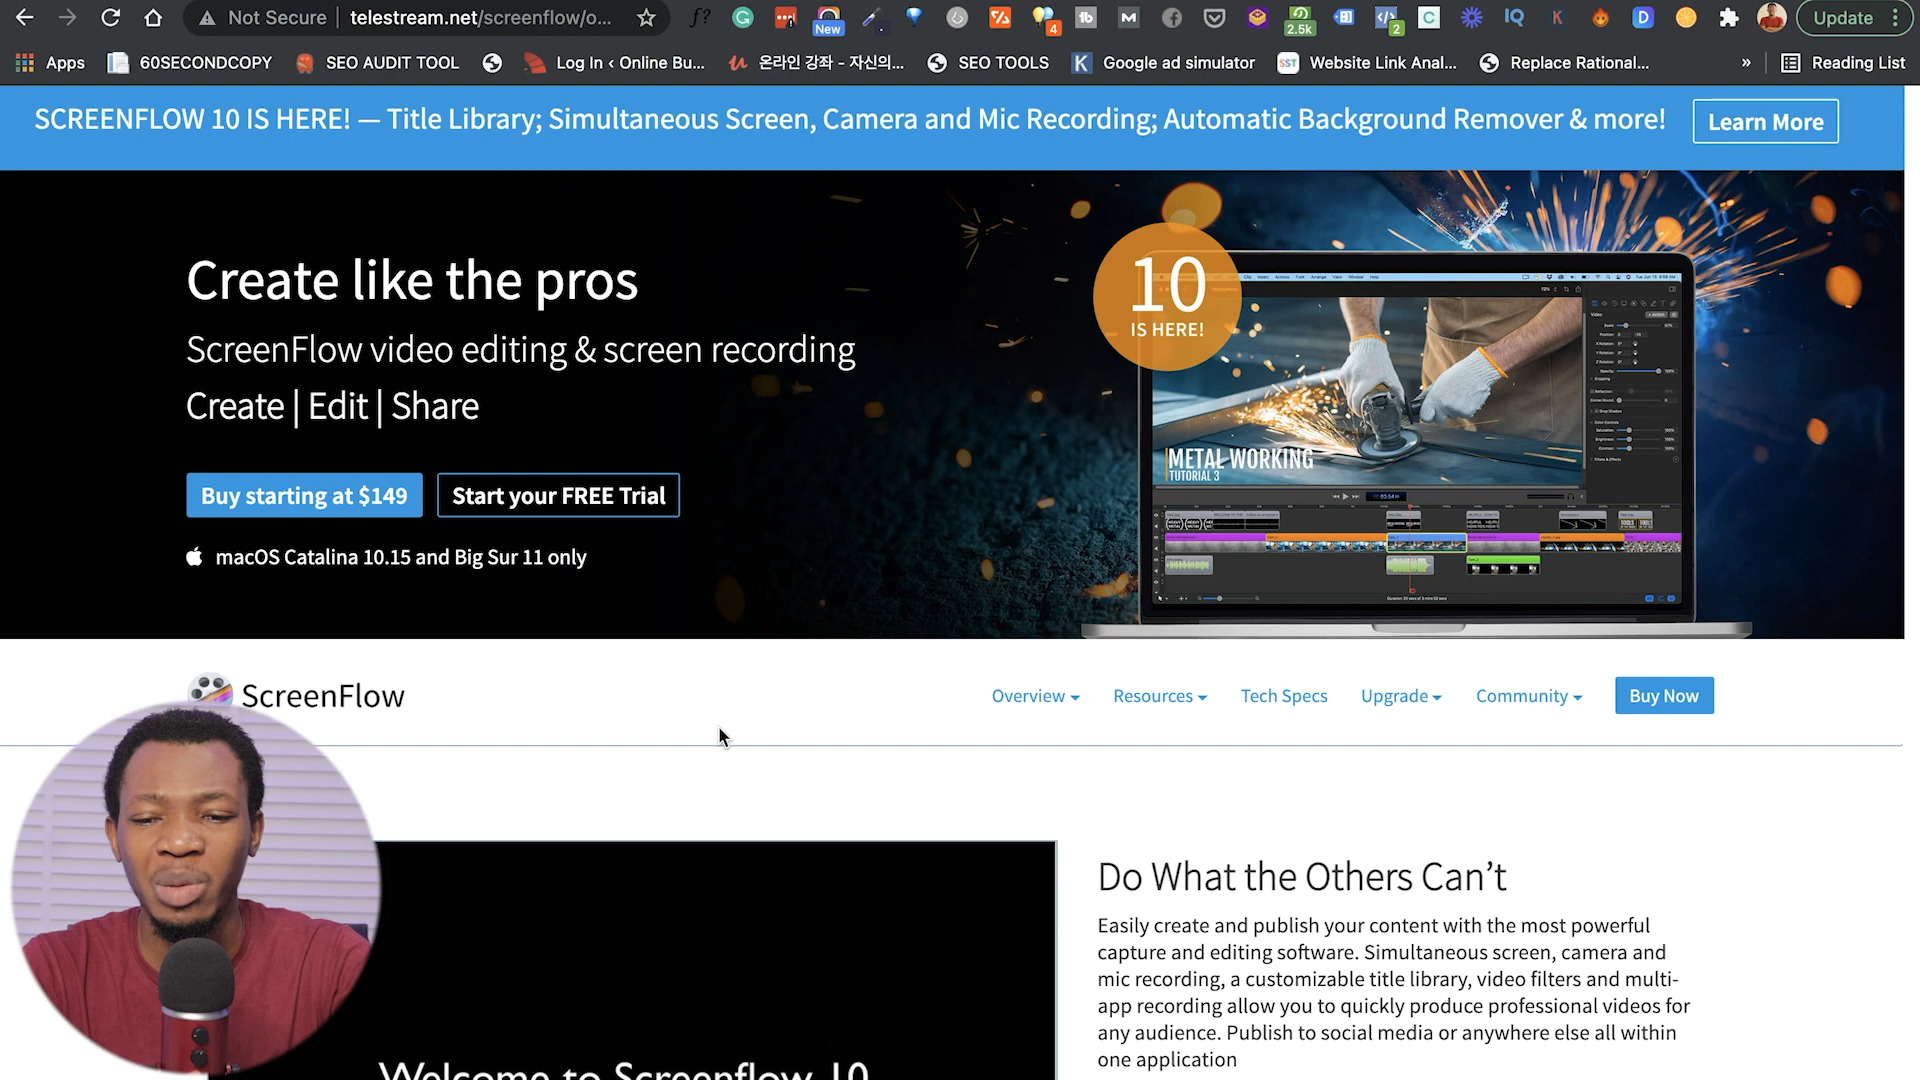 Not Secure
telestream.net/screenflow/o...
f?
New
4
tb
M
2.5k
2
C
IQ
K
D
Update
Apps
60SECONDCOPY
SEO AUDIT TOOL
Log In ‹ Online Bu...
온라인 강좌 - 자신의...
SEO TOOLS
K
Google ad simulator
SST
Website Link Anal...
Replace Rational...
»
Reading List
SCREENFLOW 10 IS HERE! — Title Library; Simultaneous Screen, Camera and Mic Recording; Automatic Background Remover & more!
Learn More
Create like the pros
ScreenFlow video editing & screen recording
Create | Edit | Share
Buy starting at $149
Start your FREE Trial
macOS Catalina 10.15 and Big Sur 11 only
10
IS HERE!
METAL WORKING
TUTORIAL 3
ScreenFlow
Overview
Resources
Tech Specs
Upgrade
Community
Buy Now
Welcome to Screenflow 10
Do What the Others Can’t
Easily create and publish your content with the most powerful
capture and editing software. Simultaneous screen, camera and
mic recording, a customizable title library, video filters and multi-
app recording allow you to quickly produce professional videos for
any audience. Publish to social media or anywhere else all within
one application